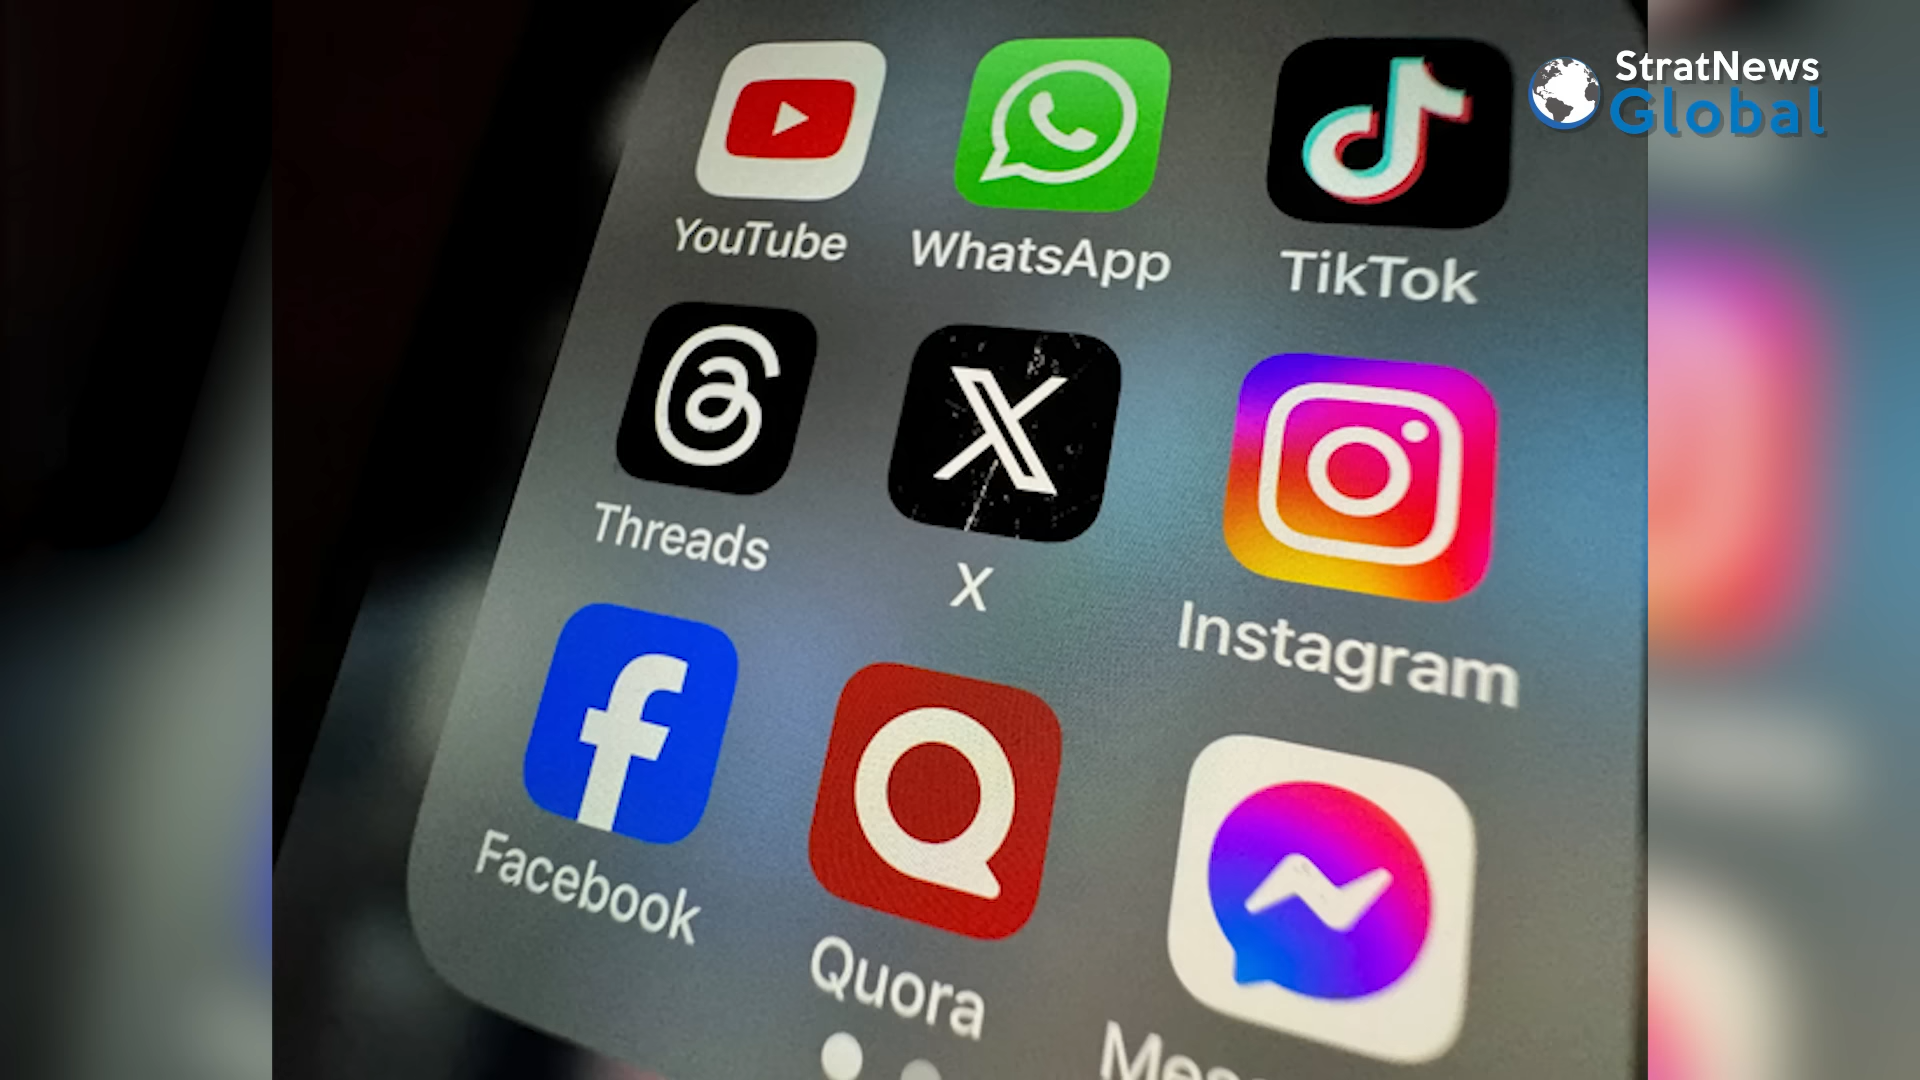 StratNews
Global
YouTube
WhatsApp
TikTok
Threads
X
Instagram
Facebook
Quora